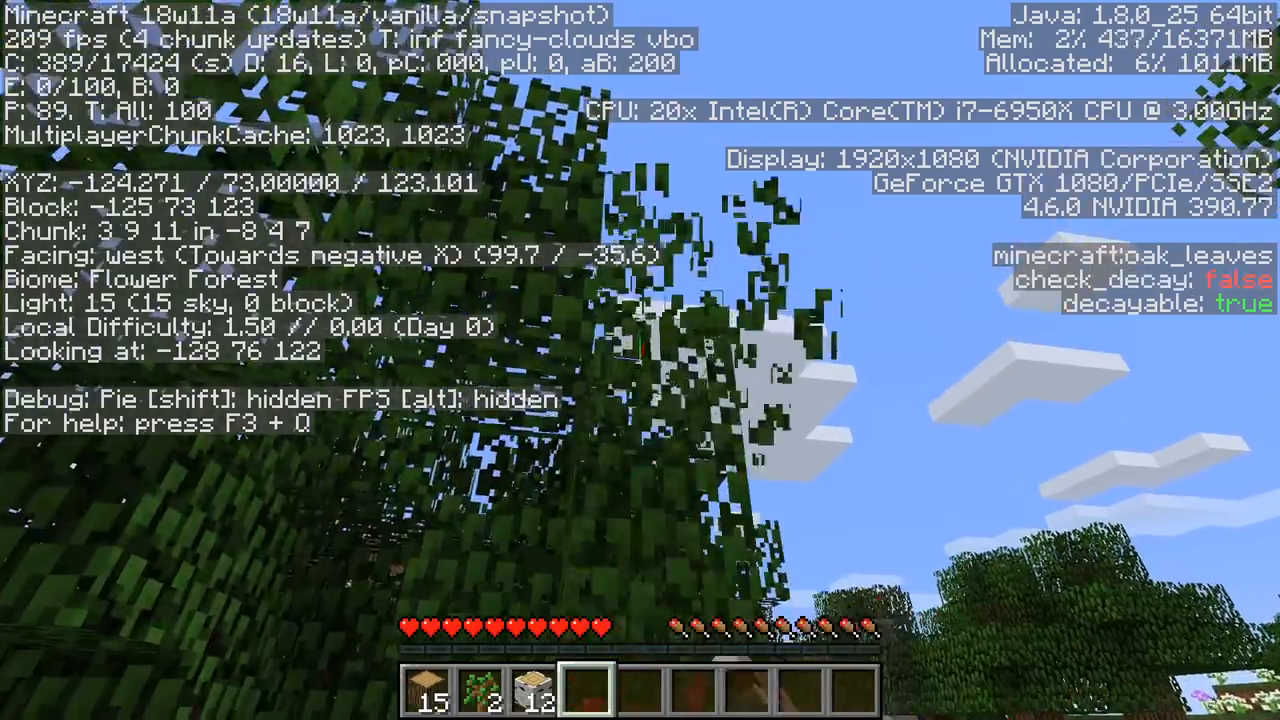 Minecraft 18w11a (18w11a/vanilla/snapshot)
209 fps (4 chunk updates) T: inf fancy-clouds vbo
C: 389/17424 (s) D: 16, L: 0, pC: 000, pU: 0, aB: 200
E: 0/100, B: 0
P: 89. T: All: 100
MultiplayerChunkCache: 1023, 1023
XYZ: -124.271 / 73.00000 / 123.101
Block: -125 73 123
Chunk: 3 9 11 in -8 4 7
Facing: west (Towards negative X) (99.7 / -35.6)
Biome: Flower Forest
Light: 15 (15 sky, 0 block)
Local Difficulty: 1.50 // 0.00 (Day 0)
Looking at: -128 76 122
Debug: Pie [shift]: hidden FPS [alt]: hidden
For help: press F3 + Q
Java: 1.8.0_25 64bit
Mem: 2% 437/16371MB
Allocated: 6% 1011MB
CPU: 20x Intel(R) Core(TM) i7-6950X CPU @ 3.00GHz
Display: 1920x1080 (NVIDIA Corporation)
GeForce GTX 1080/PCIe/SSE2
4.6.0 NVIDIA 390.77
minecraft:oak_leaves
check_decay: false
decayable: true
15 2 12